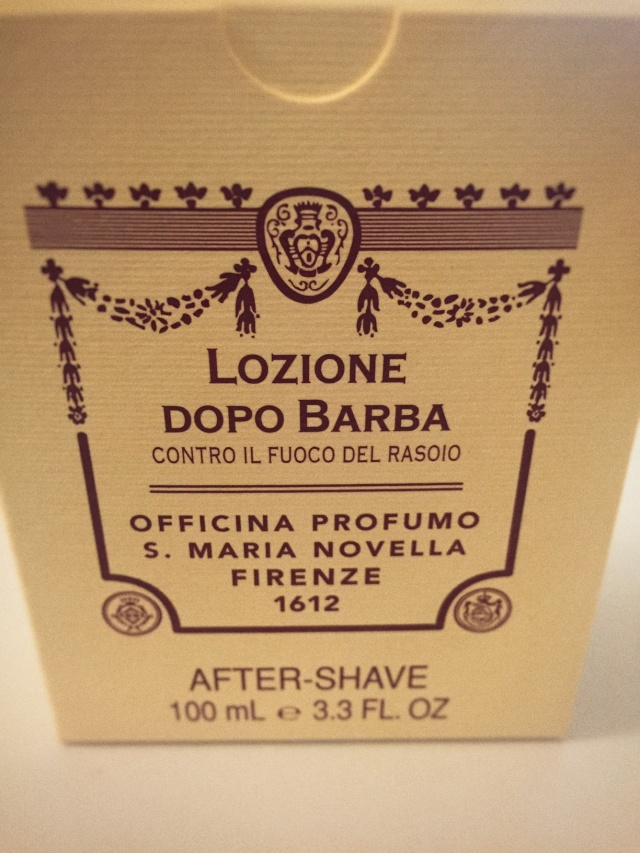 LOZIONE
DOPO BARBA
CONTRO IL FUOCO DEL RASOIO
OFFICINA PROFUMO
S. MARIA NOVELLA
FIRENZE
1612
AFTER-SHAVE
100 mL ℮ 3.3 FL. OZ